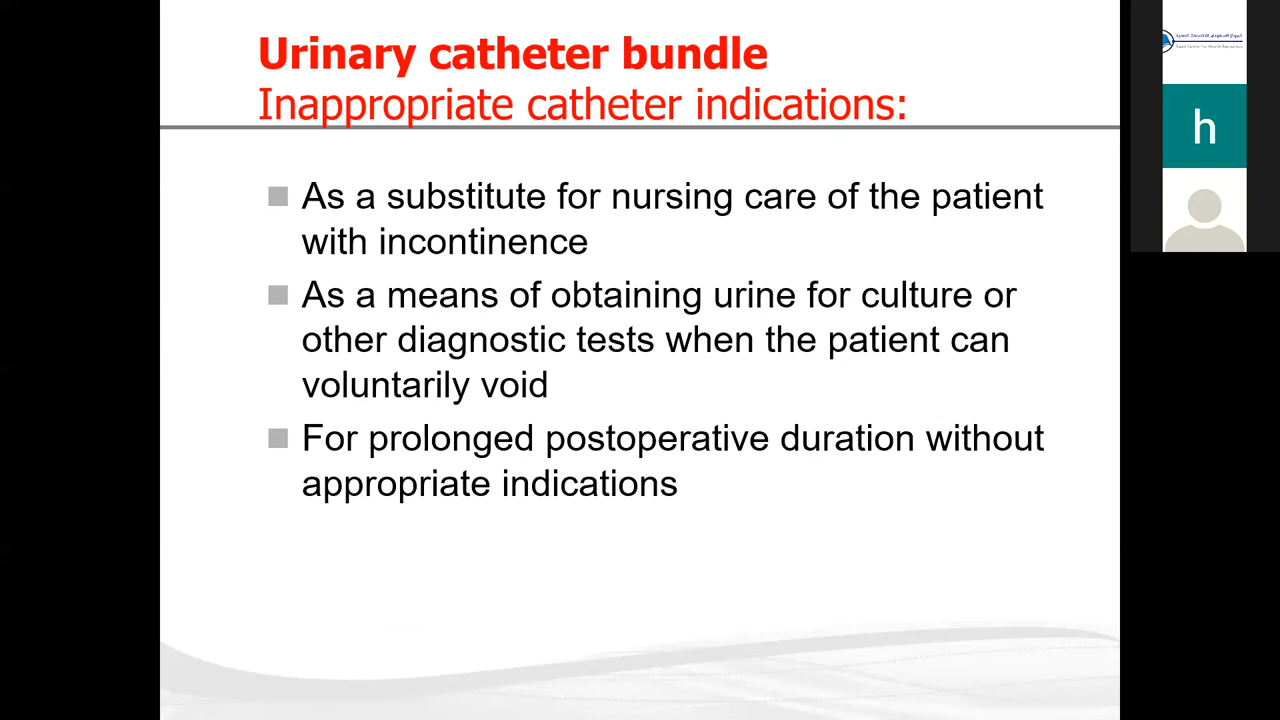 Urinary catheter bundle
Inappropriate catheter indications:
As a substitute for nursing care of the patient
with incontinence
As a means of obtaining urine for culture or
other diagnostic tests when the patient can
voluntarily void
For prolonged postoperative duration without
appropriate indications
h